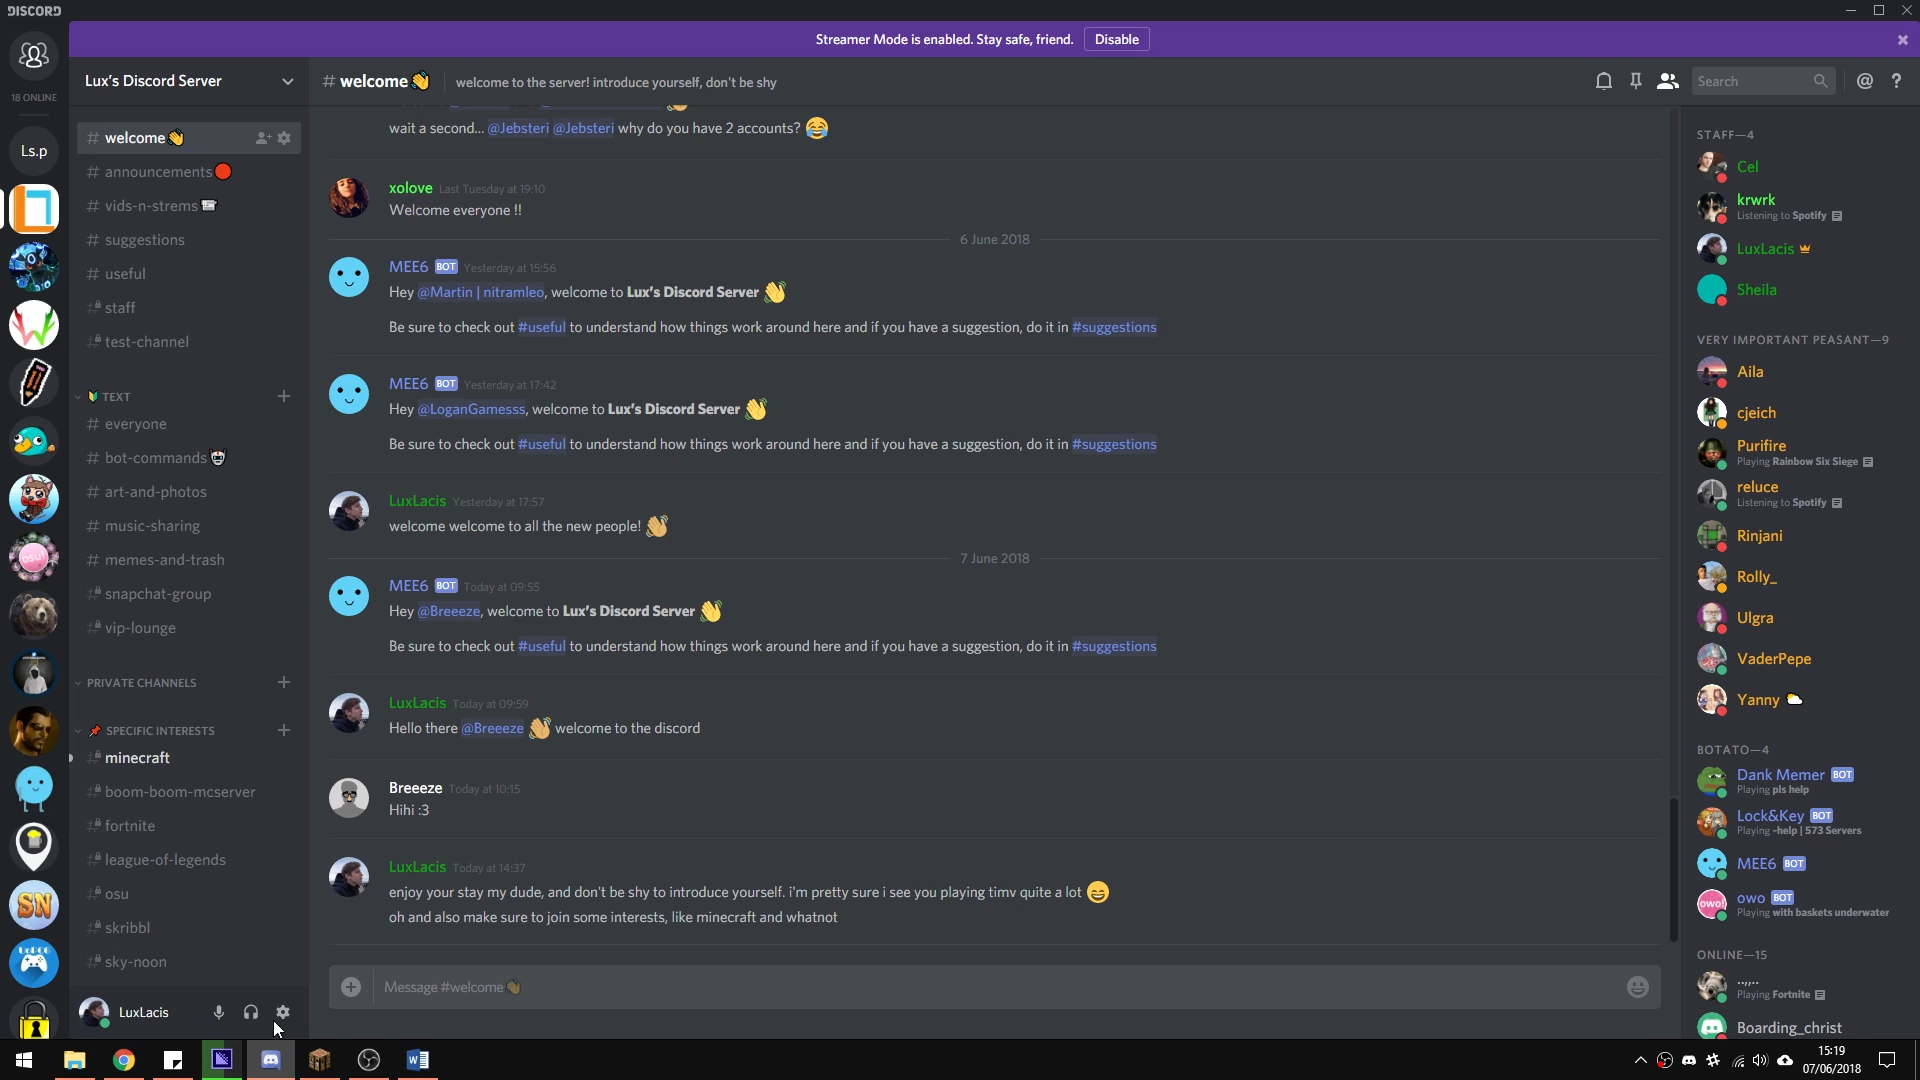 DISCORD
Streamer Mode is enabled. Stay safe, friend. Disable
18 ONLINE
Ls.p
SN
Lux's Discord Server
# welcome👋
# announcements🔴
# vids-n-strems
# suggestions
# useful
# staff
# test-channel
🔰 TEXT
# everyone
# bot-commands
# art-and-photos
# music-sharing
# memes-and-trash
# snapchat-group
# vip-lounge
PRIVATE CHANNELS
📌 SPECIFIC INTERESTS
# minecraft
# boom-boom-mcserver
# fortnite
# league-of-legends
# osu
# skribbl
# sky-noon
LuxLacis
# welcome👋 welcome to the server! introduce yourself, don't be shy
Search
wait a second... @Jebsteri @Jebsteri why do you have 2 accounts? 😂
xolove Last Tuesday at 19:10
Welcome everyone !!
6 June 2018
MEE6 BOT Yesterday at 15:56
Hey @Martin | nitramleo, welcome to Lux's Discord Server 👋
Be sure to check out #useful to understand how things work around here and if you have a suggestion, do it in #suggestions
MEE6 BOT Yesterday at 17:42
Hey @LoganGamesss, welcome to Lux's Discord Server 👋
Be sure to check out #useful to understand how things work around here and if you have a suggestion, do it in #suggestions
LuxLacis Yesterday at 17:57
welcome welcome to all the new people! 👋
7 June 2018
MEE6 BOT Today at 09:55
Hey @Breeeze, welcome to Lux's Discord Server 👋
Be sure to check out #useful to understand how things work around here and if you have a suggestion, do it in #suggestions
LuxLacis Today at 09:59
Hello there @Breeeze 👋 welcome to the discord
Breeeze Today at 10:15
Hihi :3
LuxLacis Today at 14:37
enjoy your stay my dude, and don't be shy to introduce yourself. i'm pretty sure i see you playing timv quite a lot 😄
oh and also make sure to join some interests, like minecraft and whatnot
Message #welcome👋
STAFF—4
Cel
krwrk
Listening to Spotify
LuxLacis
Sheila
VERY IMPORTANT PEASANT—9
Aila
cjeich
Purifire
Playing Rainbow Six Siege
reluce
Listening to Spotify
Rinjani
Rolly_
Ulgra
VaderPepe
Yanny
BOTATO—4
Dank Memer BOT
Playing pls help
Lock&Key BOT
Playing ~help | 573 Servers
MEE6 BOT
owo BOT
Playing with baskets underwater
ONLINE—15
..,,..
Playing Fortnite
Boarding_christ
15:19
07/06/2018